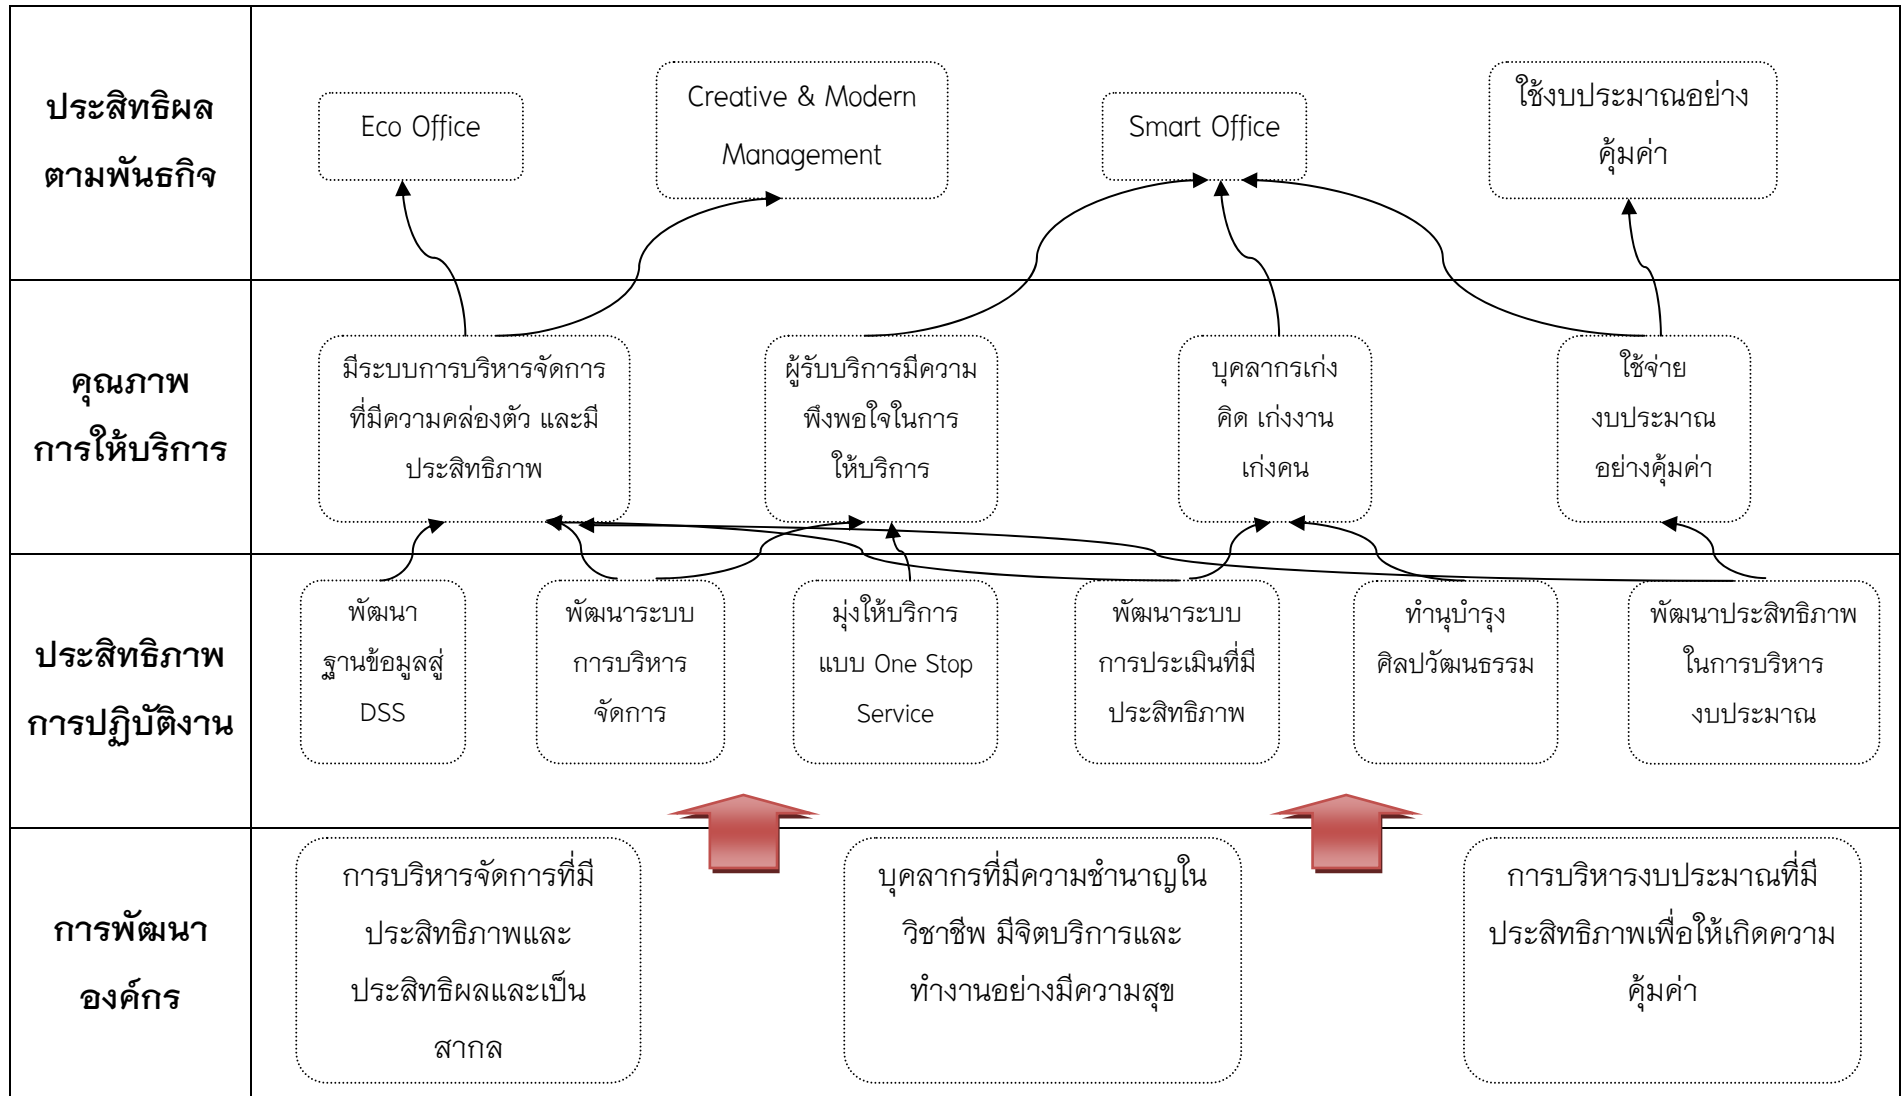 ประสิทธิผล
ตามพันธกิจ
Eco Office
Creative & Modern
Management
Smart Office
ใช้งบประมาณอย่าง
คุ้มค่า
คุณภาพ
การให้บริการ
มีระบบการบริหารจัดการ
ที่มีความคล่องตัว และมี
ประสิทธิภาพ
ผู้รับบริการมีความ
พึงพอใจในการ
ให้บริการ
บุคลากรเก่ง
คิด เก่งงาน
เก่งคน
ใช้จ่าย
งบประมาณ
อย่างคุ้มค่า
ประสิทธิภาพ
การปฏิบัติงาน
พัฒนา
ฐานข้อมูลสู่
DSS
พัฒนาระบบ
การบริหาร
จัดการ
มุ่งให้บริการ
แบบ One Stop
Service
พัฒนาระบบ
การประเมินที่มี
ประสิทธิภาพ
ทำนุบำรุง
ศิลปวัฒนธรรม
พัฒนาประสิทธิภาพ
ในการบริหาร
งบประมาณ
การพัฒนา
องค์กร
การบริหารจัดการที่มี
ประสิทธิภาพและ
ประสิทธิผลและเป็น
สากล
บุคลากรที่มีความชำนาญใน
วิชาชีพ มีจิตบริการและ
ทำงานอย่างมีความสุข
การบริหารงบประมาณที่มี
ประสิทธิภาพเพื่อให้เกิดความ
คุ้มค่า